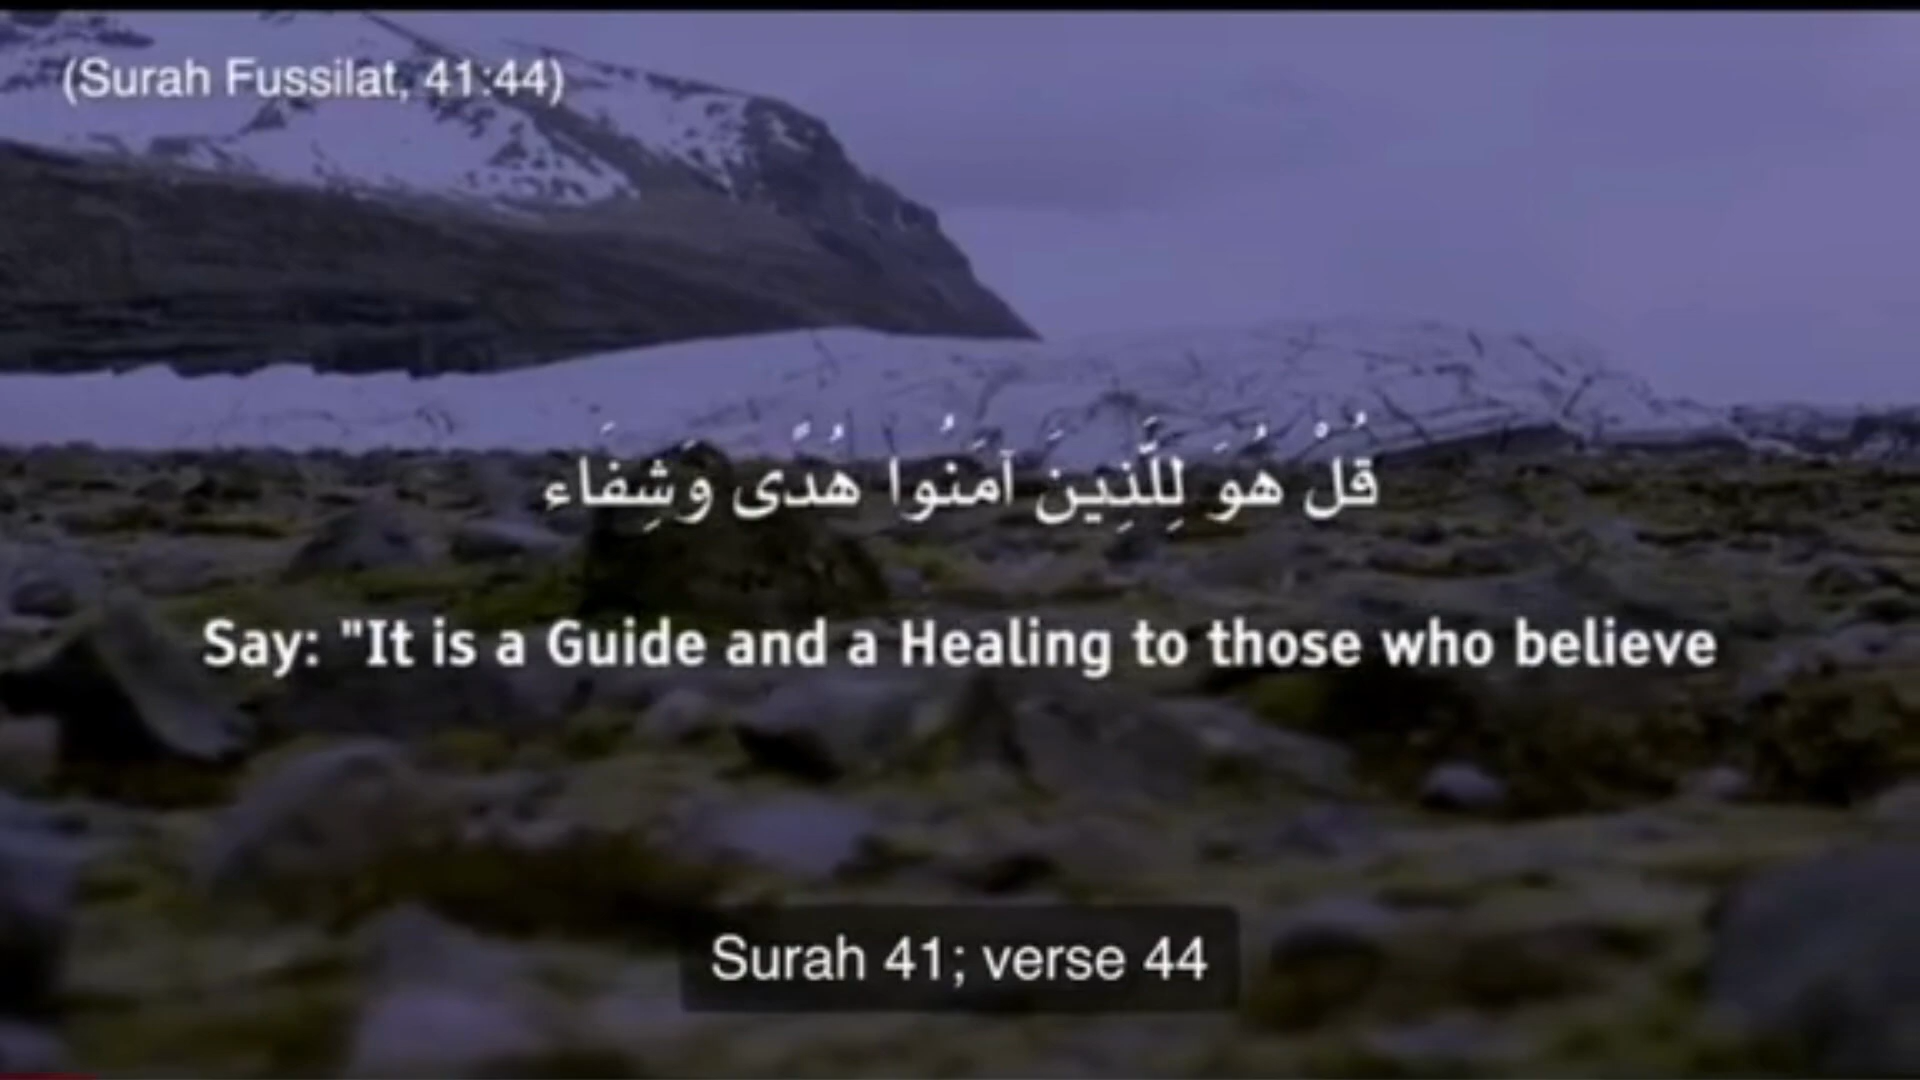 (Surah Fussilat, 41:44)
قُلْ هُوَ لِلَّذِينَ آمَنُوا هُدًى وَشِفَاء
Say: "It is a Guide and a Healing to those who believe
Surah 41; verse 44